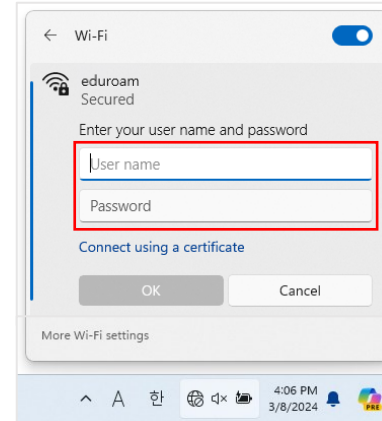 Wi-Fi
eduroam
Secured
Enter your user name and password
User name
Password
Connect using a certificate
OK
Cancel
More Wi-Fi settings
A 한 4:06 PM
3/8/2024
PRE